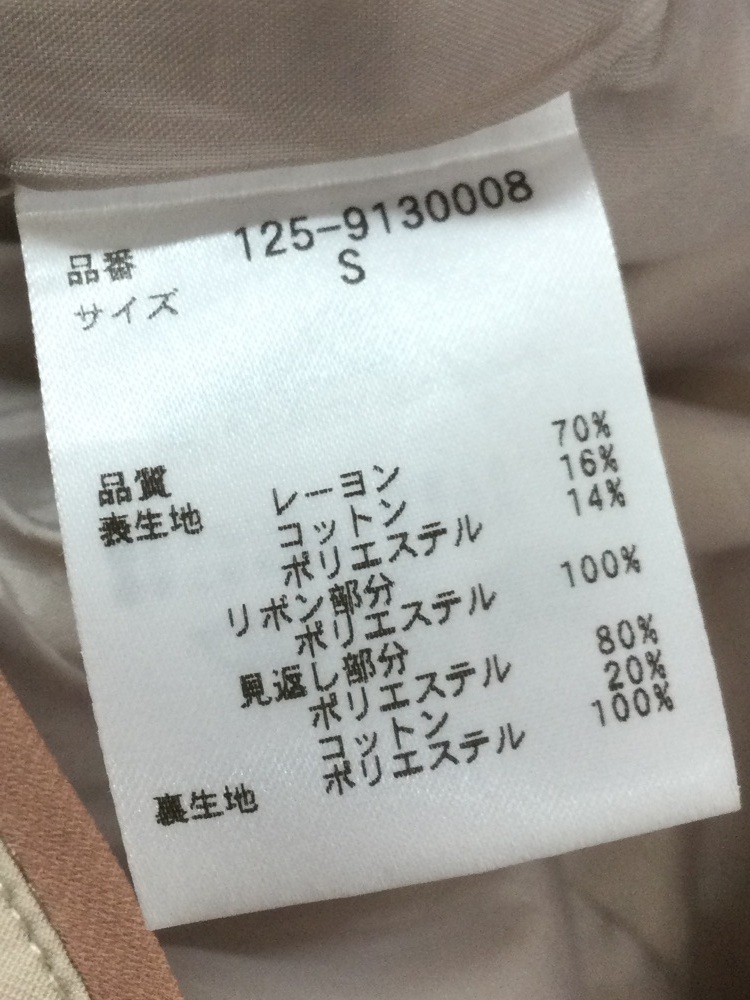 品番 125-9130008
サイズ S
品質
表生地 レーヨン 70%
コットン 16%
ポリエステル 14%
リボン部分
ポリエステル 100%
見返し部分
ポリエステル 80%
コットン 20%
裏生地 ポリエステル 100%